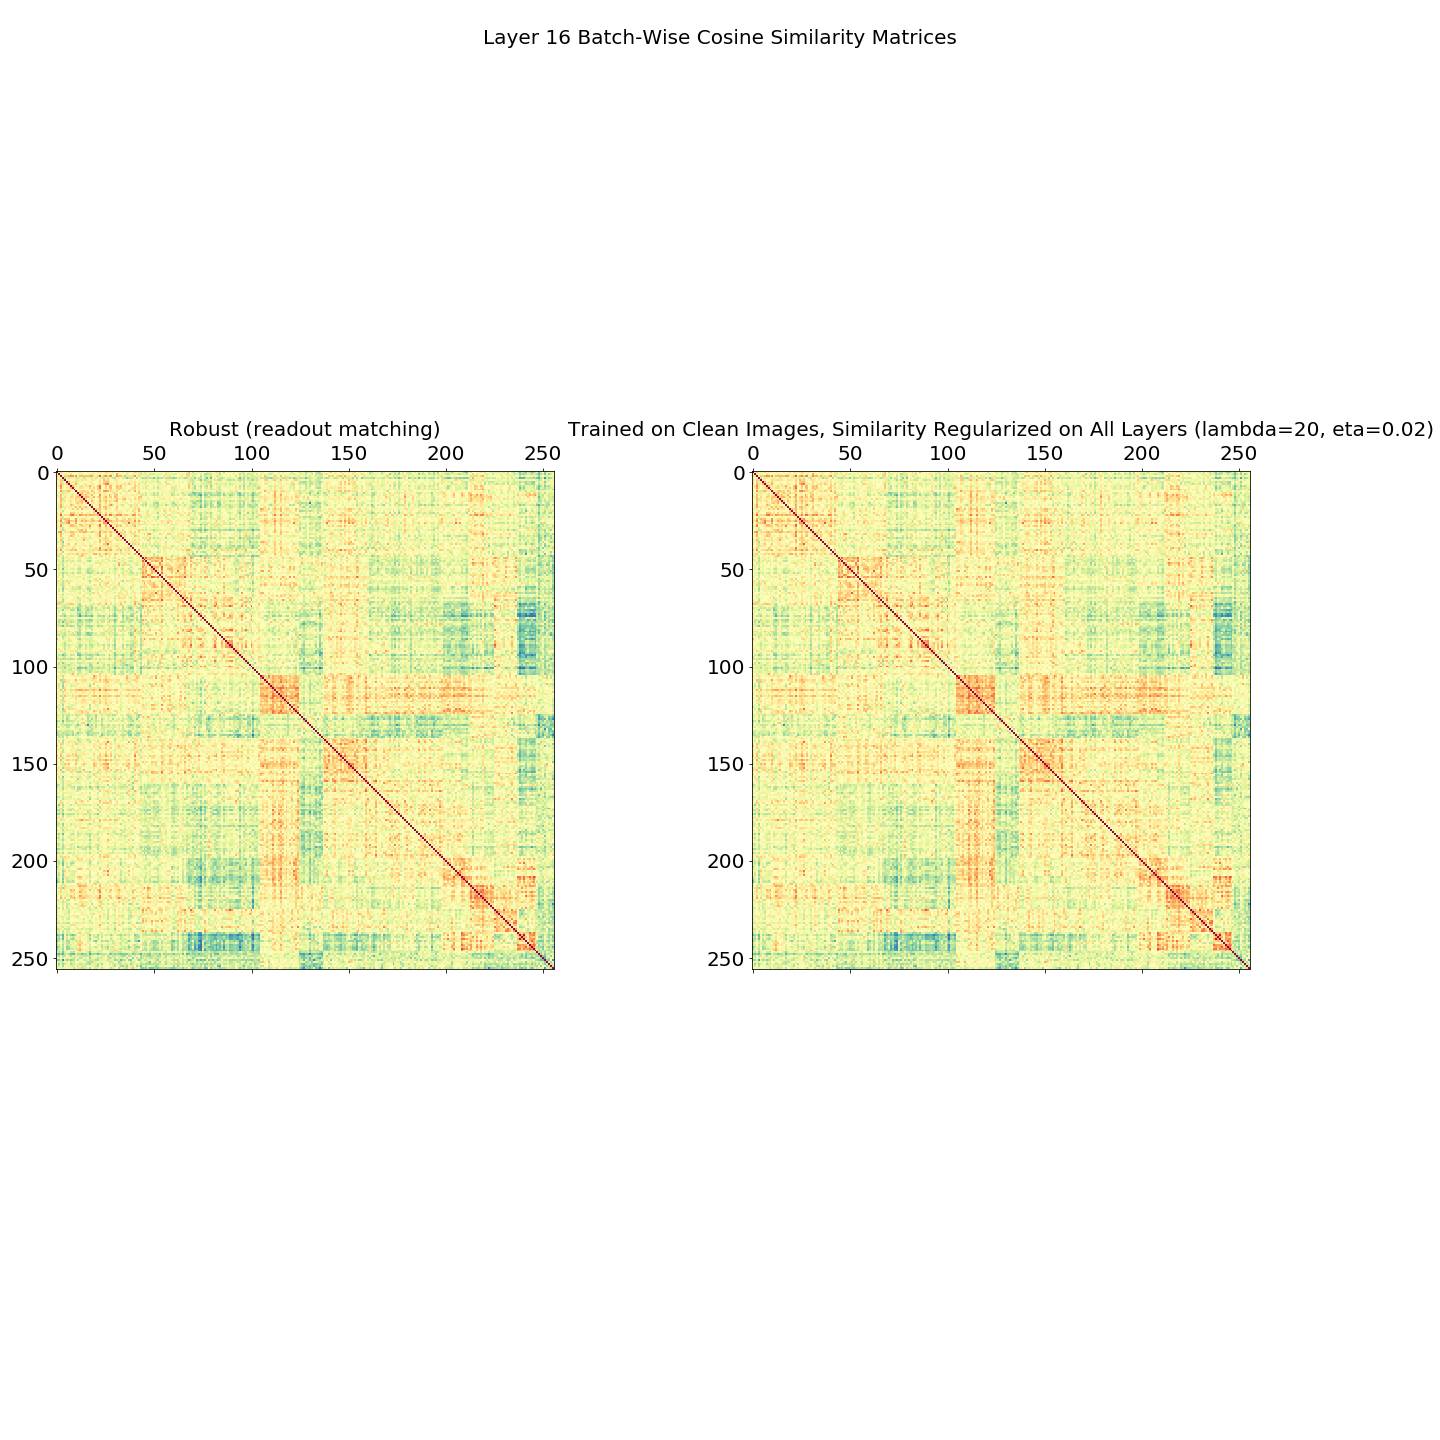 Layer 16 Batch-Wise Cosine Similarity Matrices
Robust (readout matching)
0 50 100 150 200 250
0
50
100
150
200
250
Trained on Clean Images, Similarity Regularized on All Layers (lambda=20, eta=0.02)
0 50 100 150 200 250
0
50
100
150
200
250